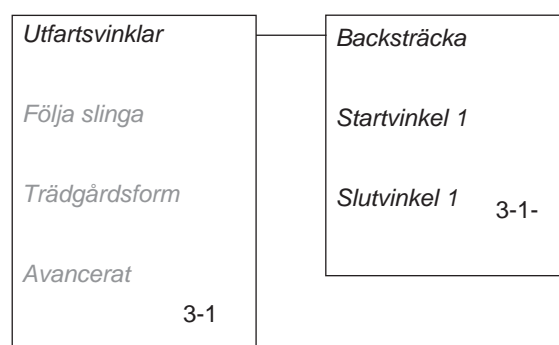 Utfartsvinklar
Följa slinga
Trädgårdsform
Avancerat
3-1
Backsträcka
Startvinkel 1
Slutvinkel 1
3-1-